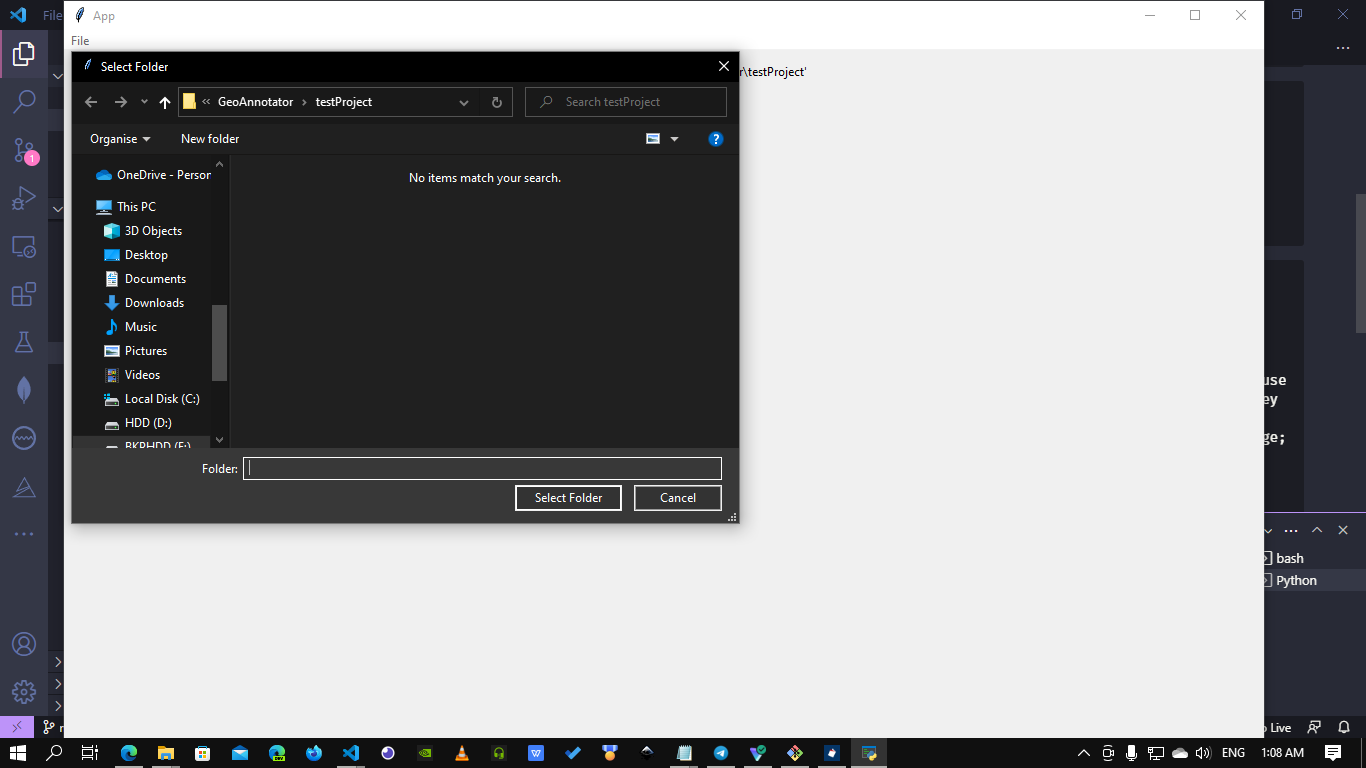 File
App
File
Select Folder
GeoAnnotator > testProject
Search testProject
r\testProject'
Organise
New folder
No items match your search.
OneDrive - Person
This PC
3D Objects
Desktop
Documents
Downloads
Music
Pictures
Videos
Local Disk (C:)
HDD (D:)
BKPHDD (E:)
Folder:
Select Folder
Cancel
1
use
ey
ge;
bash
Python
Live
ENG
1:08 AM